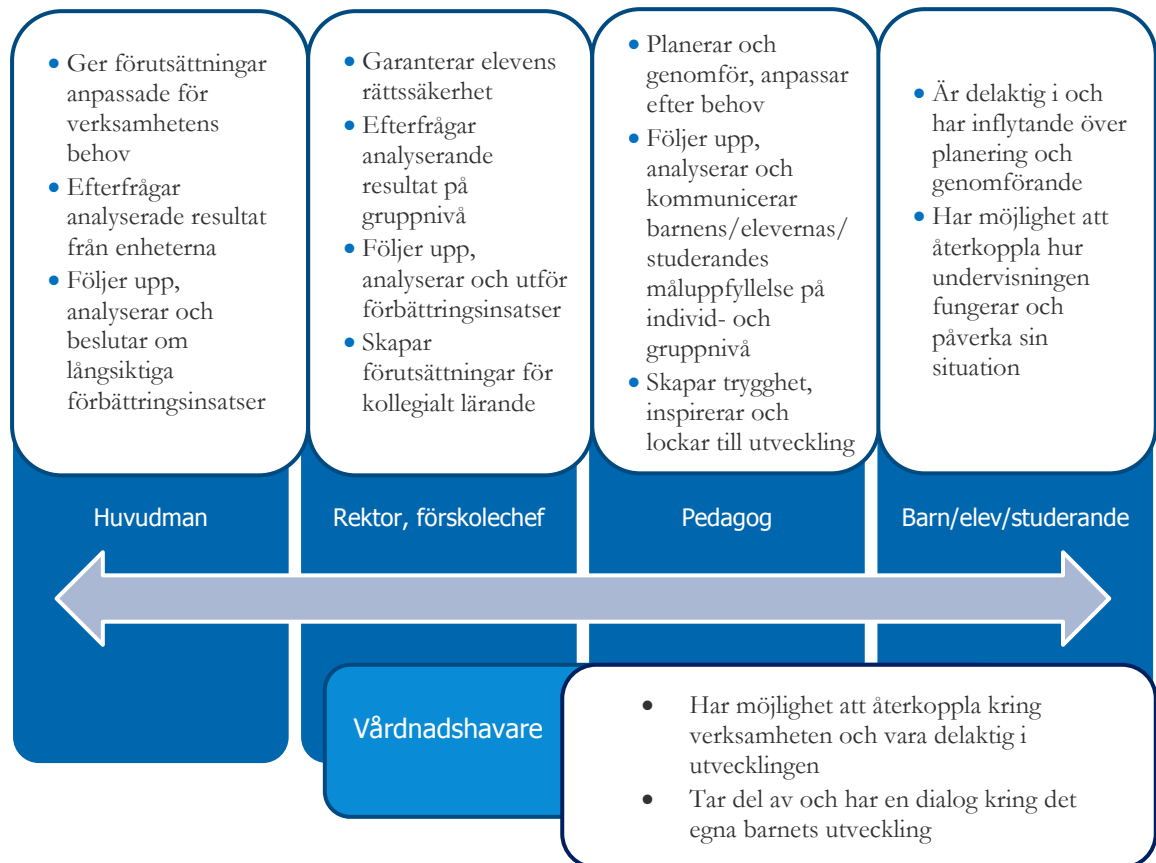 Ger förutsättningar
anpassade för
verksamhetens
behov
Efterfrågar
analyserade resultat
från enheterna
Följer upp,
analyserar och
beslutar om
långsiktiga
förbättringsinsatser
Huvudman
Garanterar elevens
rättssäkerhet
Efterfrågar
analyserande
resultat på
gruppnivå
Följer upp,
analyserar och utför
förbättringsinsatser
Skapar
förutsättningar för
kollegialt lärande
Rektor, förskolechef
Planerar och
genomför, anpassar
efter behov
Följer upp,
analyserar och
kommunicerar
barnens/elevernas/
studerandes
måluppfyllelse på
individ- och
gruppnivå
Skapar trygghet,
inspirerar och
lockar till utveckling
Pedagog
Är delaktig i och
har inflytande över
planering och
genomförande
Har möjlighet att
återkoppla hur
undervisningen
fungerar och
påverka sin
situation
Barn/elev/studerande
Vårdnadshavare
Har möjlighet att återkoppla kring
verksamheten och vara delaktig i
utvecklingen
Tar del av och har en dialog kring det
egna barnets utveckling